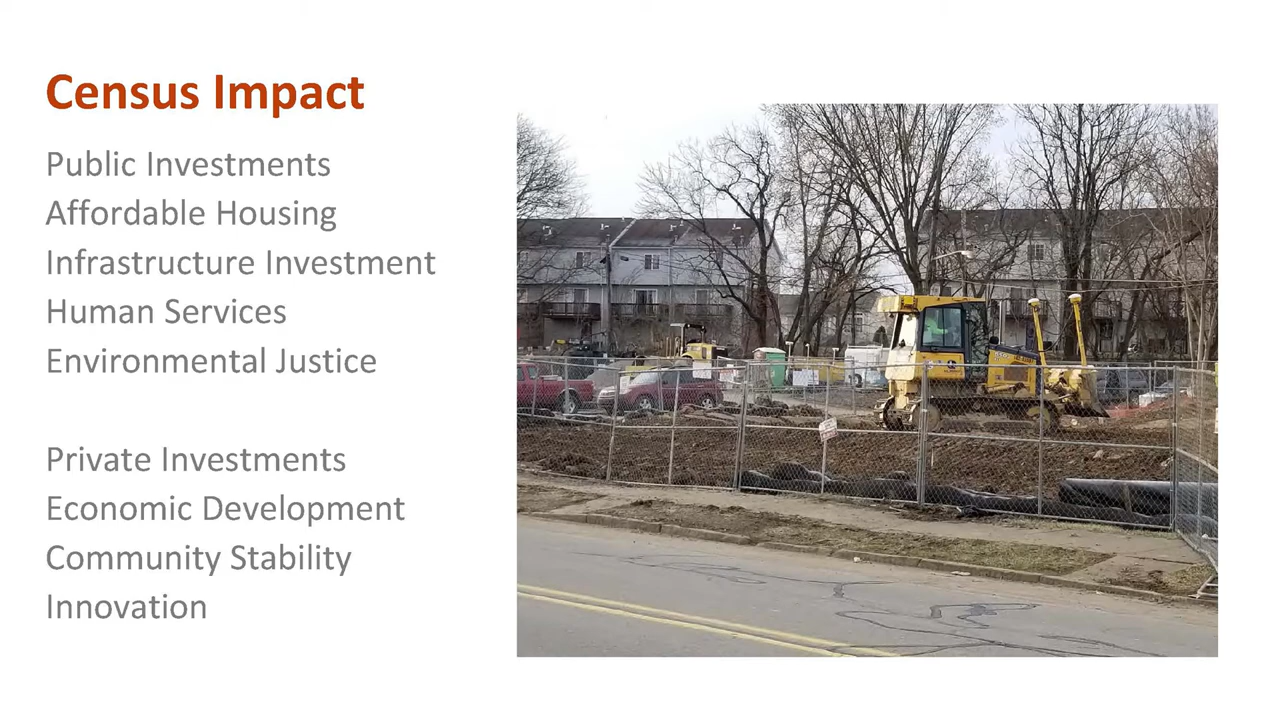 Census Impact
Public Investments
Affordable Housing
Infrastructure Investment
Human Services
Environmental Justice
Private Investments
Economic Development
Community Stability
Innovation